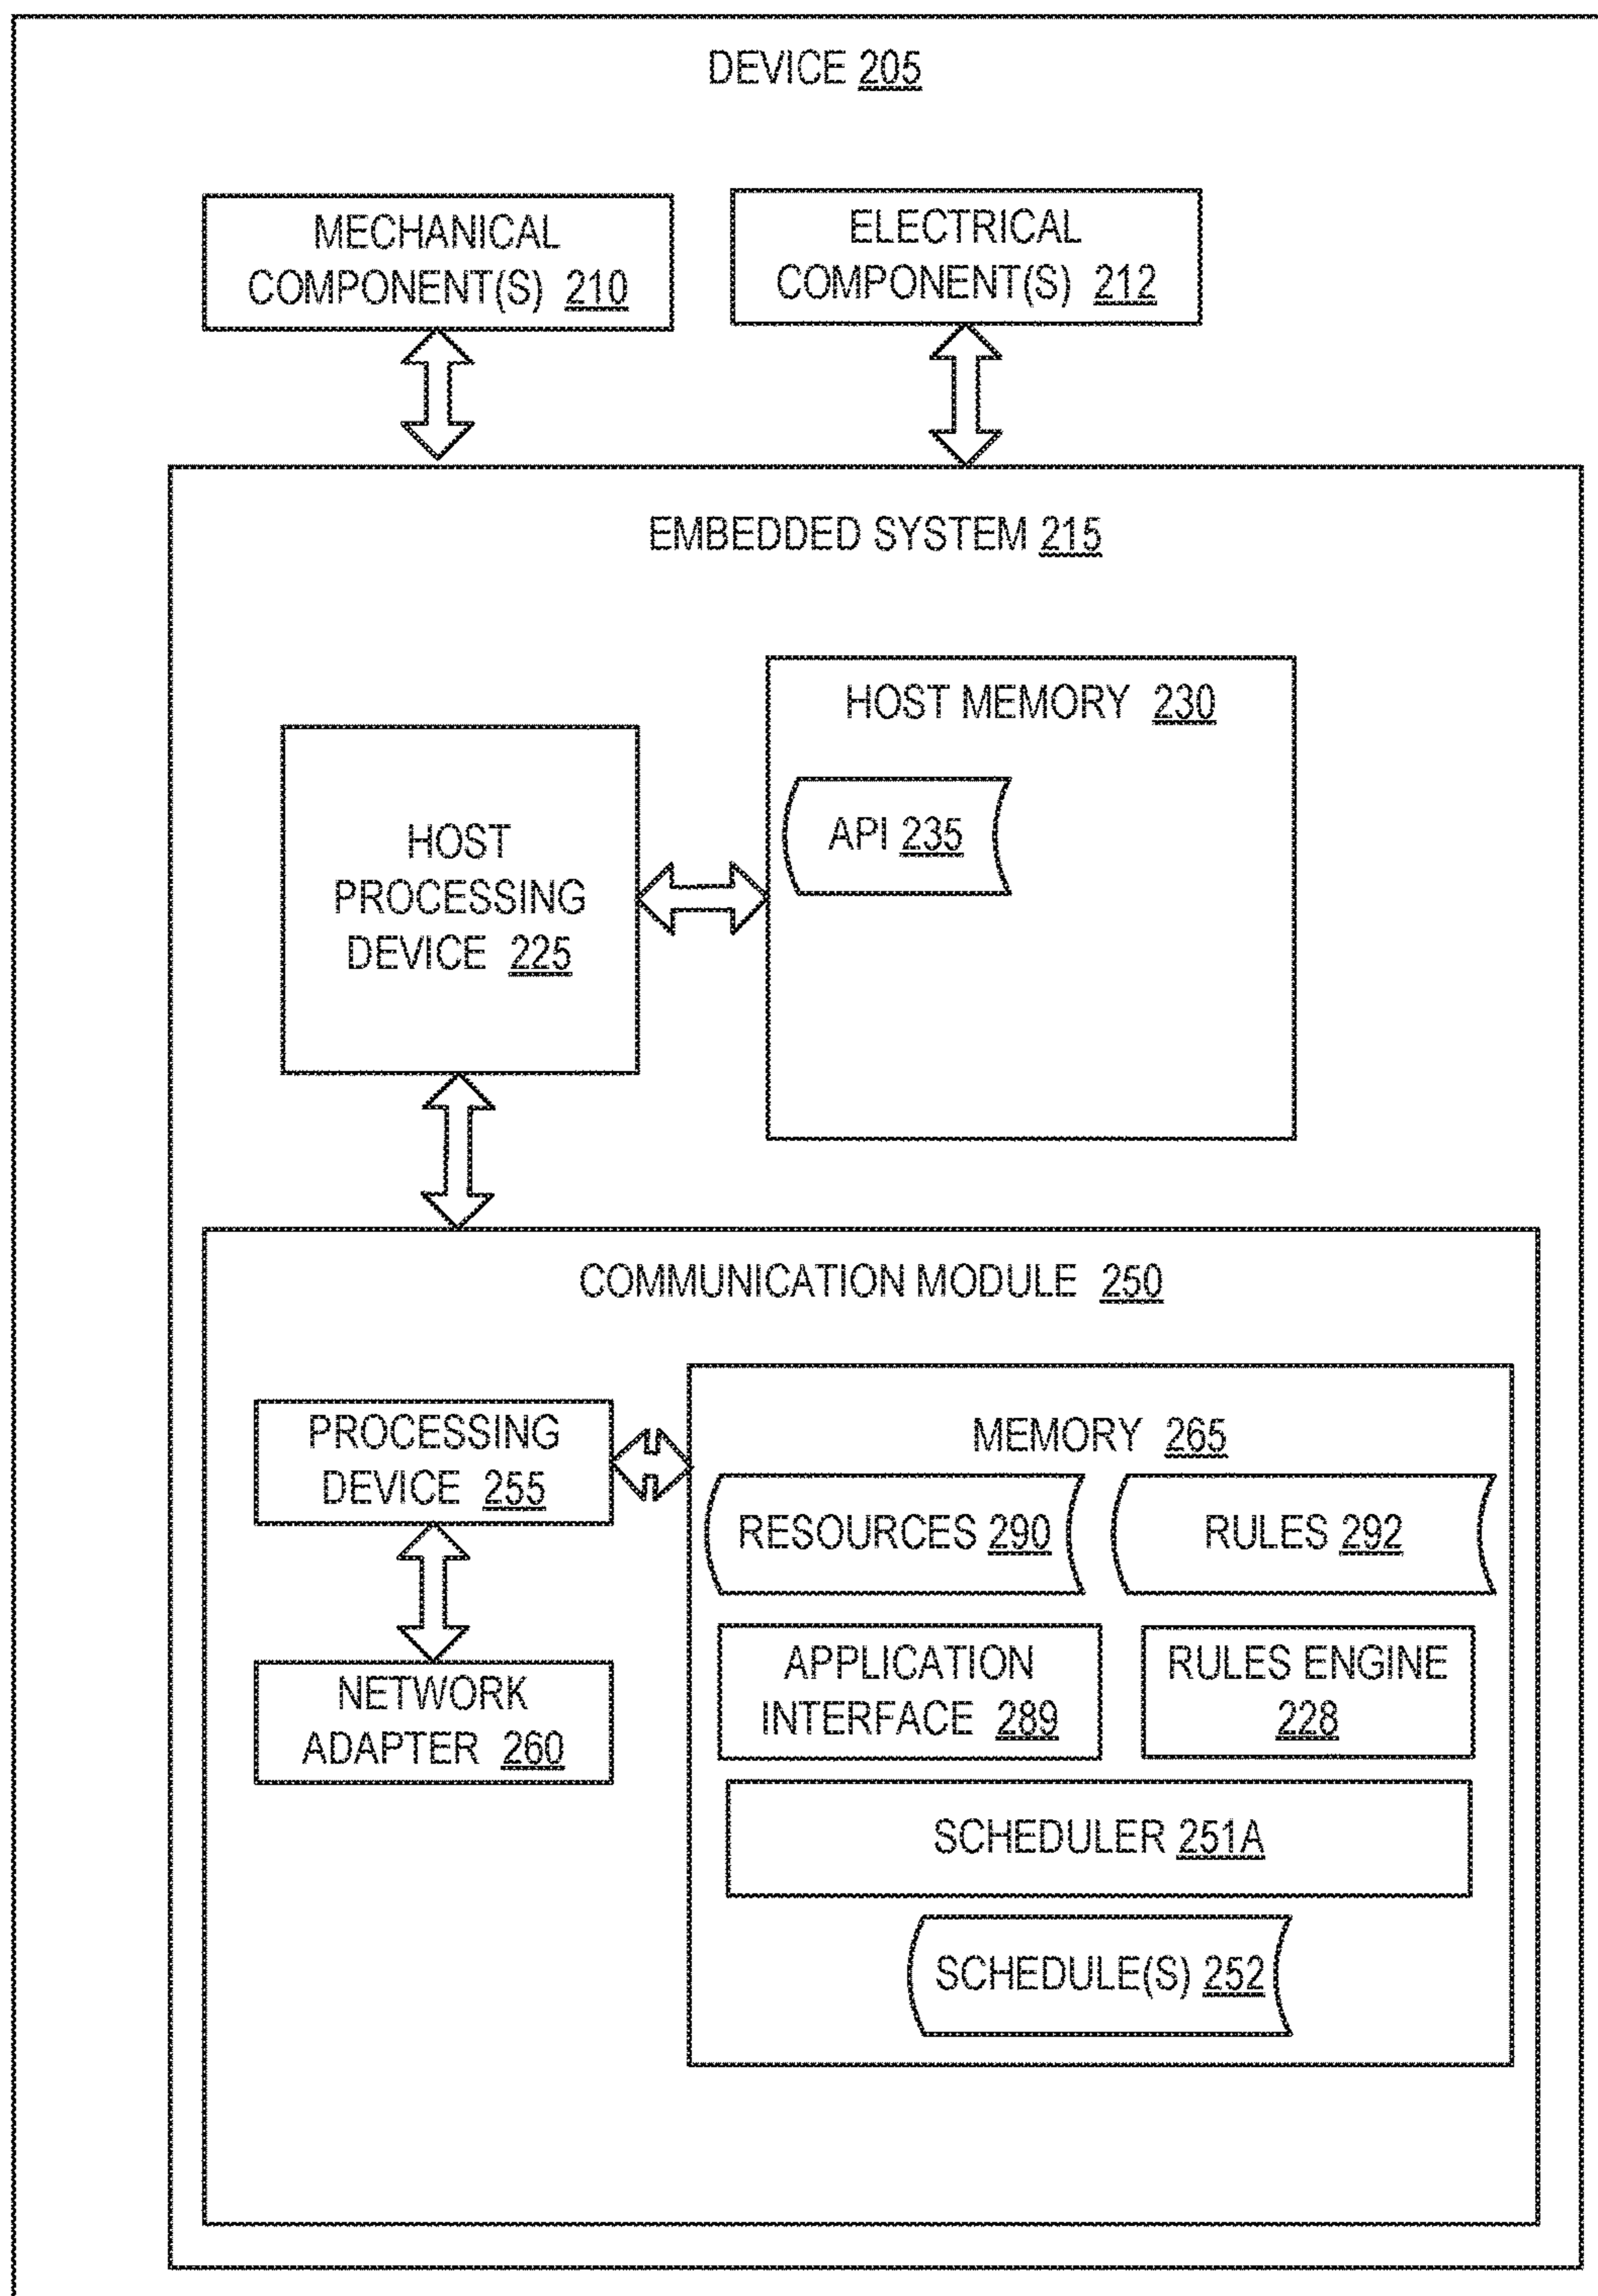 DEVICE 205
MECHANICAL
COMPONENT(S) 210
ELECTRICAL
COMPONENT(S) 212
EMBEDDED SYSTEM 215
HOST
PROCESSING
DEVICE 225
HOST MEMORY 230
API 235
COMMUNICATION MODULE 250
PROCESSING
DEVICE 255
NETWORK
ADAPTER 260
MEMORY 265
RESOURCES 290
RULES 292
APPLICATION
INTERFACE 289
RULES ENGINE
228
SCHEDULER 251A
SCHEDULE(S) 252